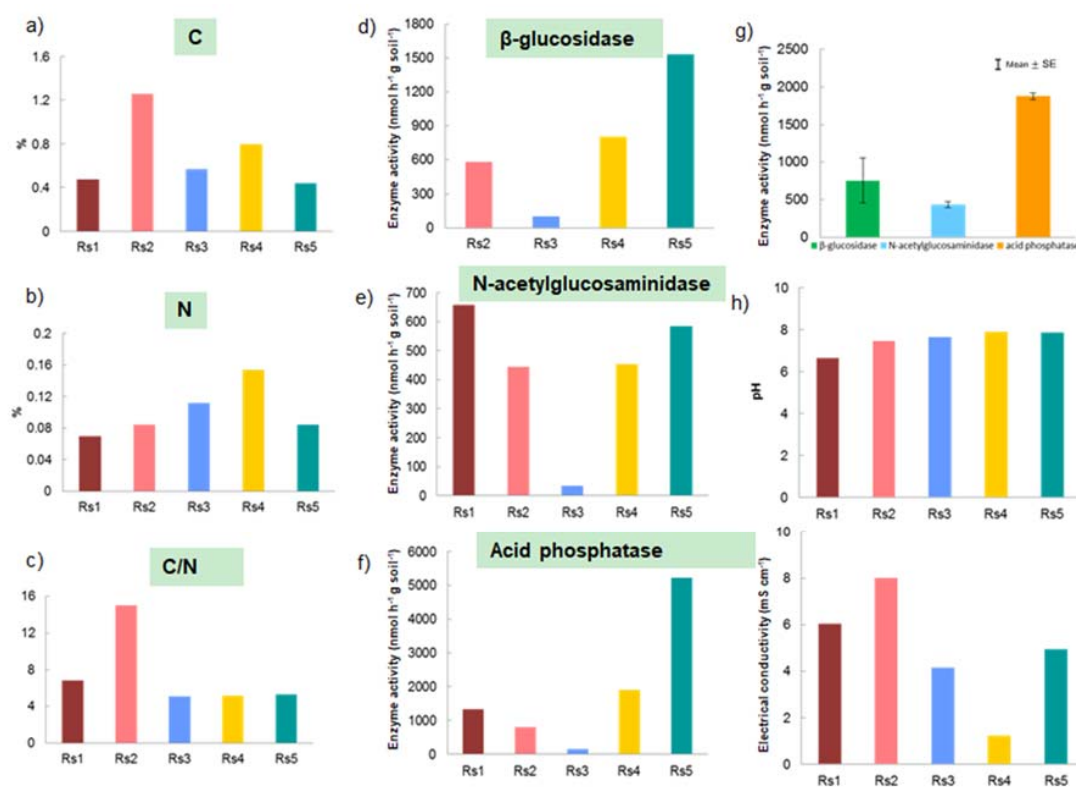 a)
C
1.6
1.2
0.8
0.4
0
%
Rs1 Rs2 Rs3 Rs4 Rs5
b)
N
0.2
0.16
0.12
0.08
0.04
0
%
Rs1 Rs2 Rs3 Rs4 Rs5
c)
C/N
16
12
8
4
0
Rs1 Rs2 Rs3 Rs4 Rs5
d)
β-glucosidase
Enzyme activity (nmol h⁻¹ g soil⁻¹)
1800
1500
1200
900
600
300
0
Rs2 Rs3 Rs4 Rs5
e)
N-acetylglucosaminidase
Enzyme activity (nmol h⁻¹ g soil⁻¹)
700
600
500
400
300
200
100
0
Rs1 Rs2 Rs3 Rs4 Rs5
f)
Acid phosphatase
Enzyme activity (nmol h⁻¹ g soil⁻¹)
6000
5000
4000
3000
2000
1000
0
Rs1 Rs2 Rs3 Rs4 Rs5
g)
Enzyme activity (nmol h⁻¹ g soil⁻¹)
2500
2000
1500
1000
500
0
Mean ± SE
β-glucosidase N-acetylglucosaminidase acid phosphatase
h)
pH
10
8
6
4
2
0
Rs1 Rs2 Rs3 Rs4 Rs5
Electrical conductivity (mS cm⁻¹)
10
8
6
4
2
0
Rs1 Rs2 Rs3 Rs4 Rs5